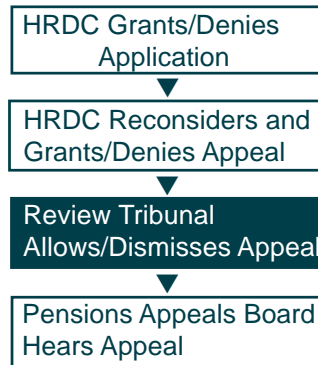 HRDC Grants/Denies
Application
HRDC Reconsiders and
Grants/Denies Appeal
Review Tribunal
Allows/Dismisses Appeal
Pensions Appeals Board
Hears Appeal